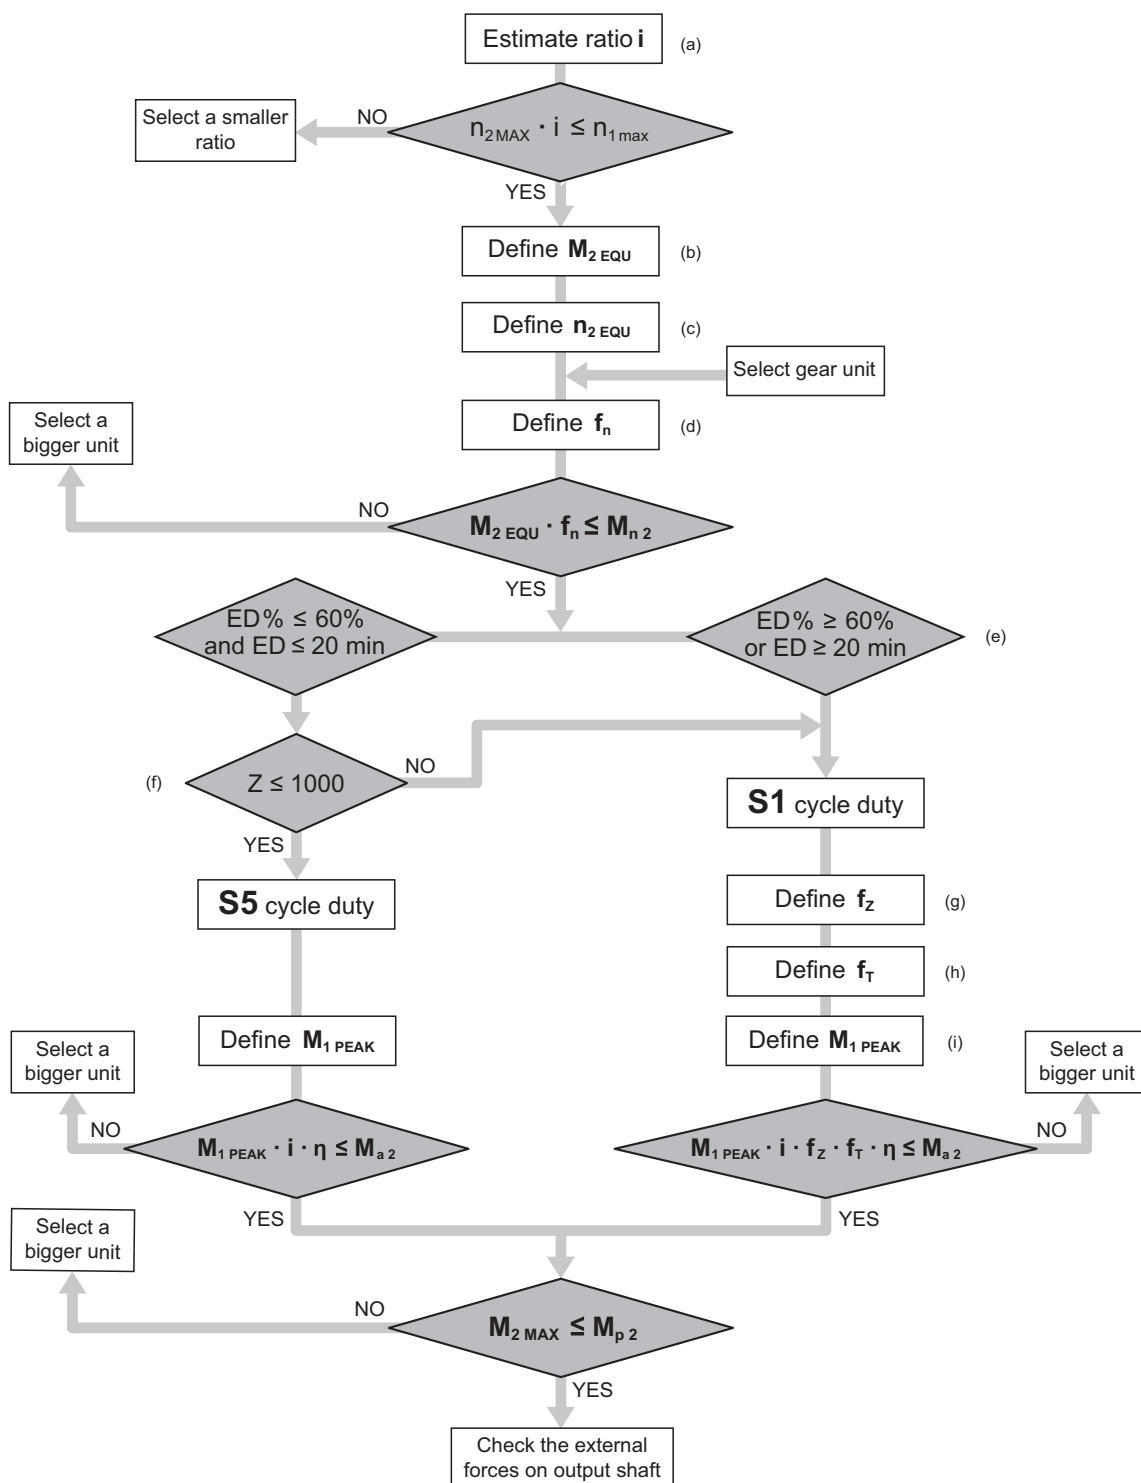 Estimate ratio i
(a)
NO
Select a smaller
ratio
n2 MAX · i ≤ n1 max
YES
Define M2 EQU
(b)
Define n2 EQU
(c)
Select gear unit
Define fn
(d)
Select a
bigger unit
NO
M2 EQU · fn ≤ Mn 2
YES
ED% ≤ 60%
and ED ≤ 20 min
ED% ≥ 60%
or ED ≥ 20 min
(e)
(f)
Z ≤ 1000
NO
YES
S1 cycle duty
S5 cycle duty
Define fZ
(g)
Define fT
(h)
Define M1 PEAK
Define M1 PEAK
(i)
Select a
bigger unit
Select a
bigger unit
NO
M1 PEAK · i · η ≤ Ma 2
M1 PEAK · i · fZ · fT · η ≤ Ma 2
NO
YES
YES
Select a
bigger unit
NO
M2 MAX ≤ Mp 2
YES
Check the external
forces on output shaft